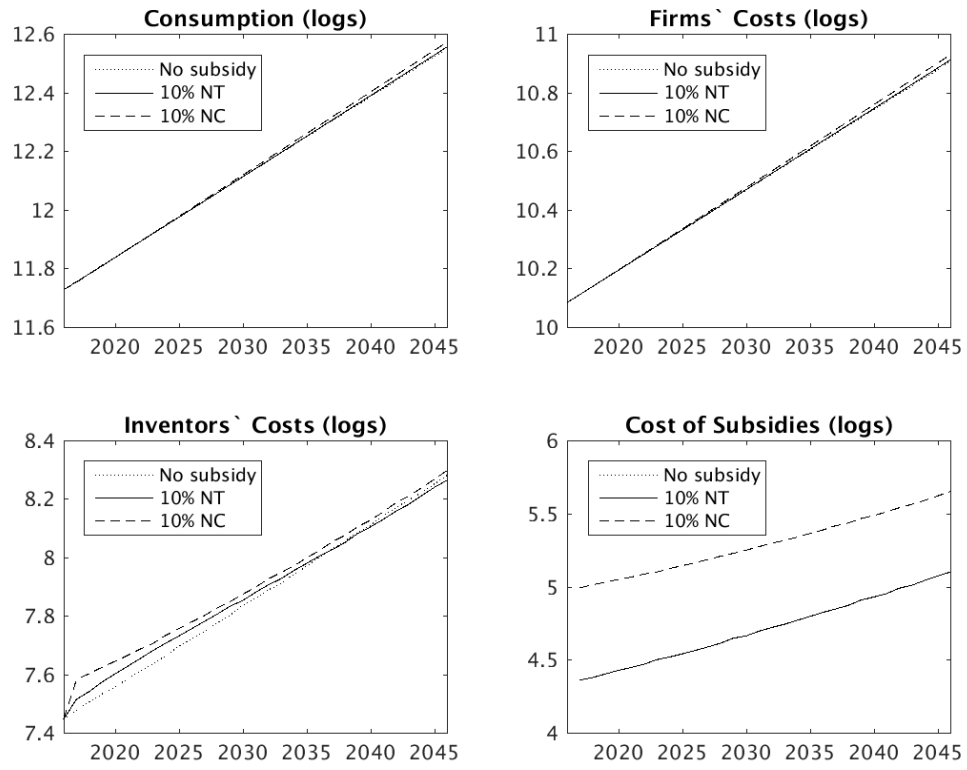 Consumption (logs)
12.6
12.4
12.2
12
11.8
11.6
No subsidy
10% NT
10% NC
2020 2025 2030 2035 2040 2045
Firms` Costs (logs)
11
10.8
10.6
10.4
10.2
10
No subsidy
10% NT
10% NC
2020 2025 2030 2035 2040 2045
Inventors` Costs (logs)
8.4
8.2
8
7.8
7.6
7.4
No subsidy
10% NT
10% NC
2020 2025 2030 2035 2040 2045
Cost of Subsidies (logs)
6
5.5
5
4.5
4
No subsidy
10% NT
10% NC
2020 2025 2030 2035 2040 2045